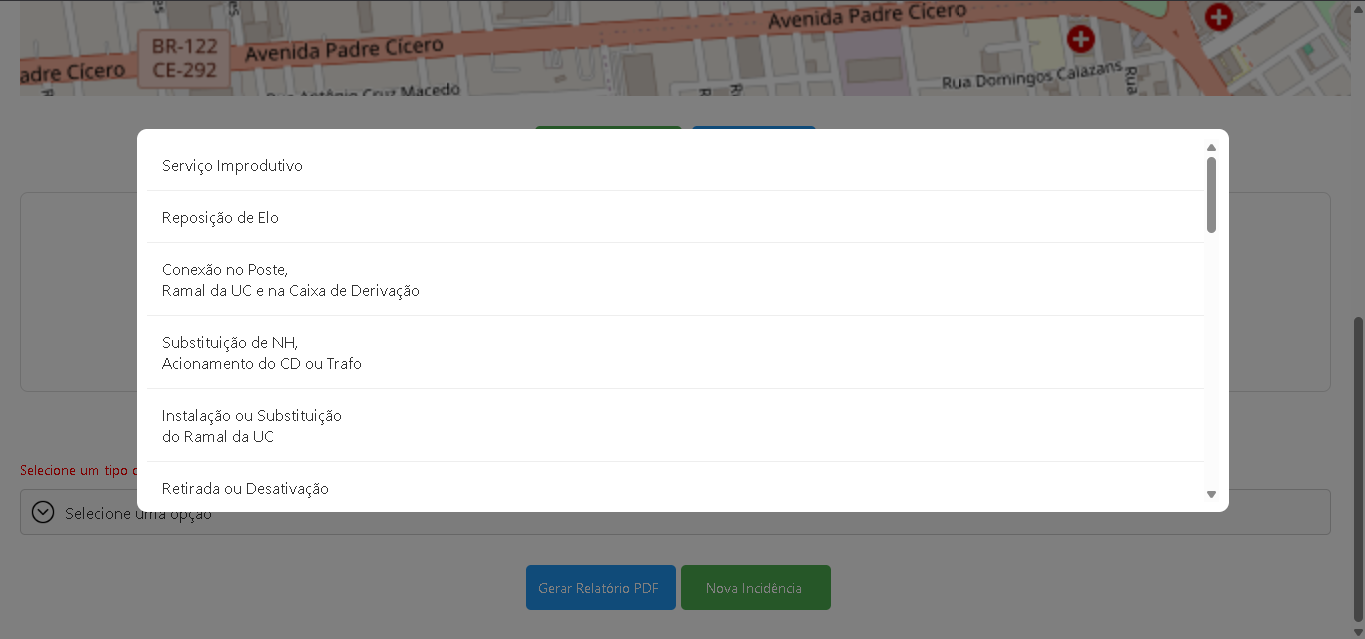 Avenida Padre Cícero
BR-122
CE-292
Avenida Padre Cícero
adre Cícero
Rua Domingos Calazans
Rua
Rua Antônio Cruz Macedo
Serviço Improdutivo
Reposição de Elo
Conexão no Poste,
Ramal da UC e na Caixa de Derivação
Substituição de NH,
Acionamento do CD ou Trafo
Instalação ou Substituição
do Ramal da UC
Retirada ou Desativação
Selecione um tipo
Selecione uma opção
Gerar Relatório PDF
Nova Incidência